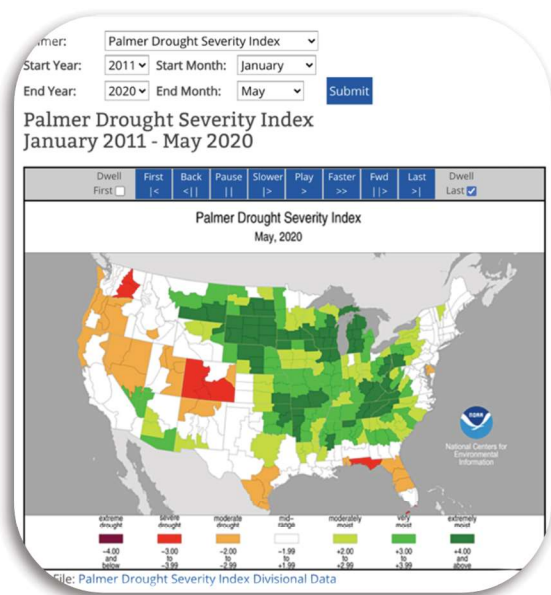 Palmer: Palmer Drought Severity Index
Start Year: 2011 Start Month: January
End Year: 2020 End Month: May Submit
Palmer Drought Severity Index
January 2011 - May 2020
Dwell First Back Pause Slower Play Faster Fwd Last Dwell
First |< <|| || |> > >> ||> >| Last
Palmer Drought Severity Index
May, 2020
NOAA
National Centers for
Environmental
Information
extreme severe moderate mid- moderately very extremely
drought drought drought range moist moist moist
-4.00 -3.00 -2.00 -1.99 +2.00 +3.00 +4.00
and to to to to to and
below -3.99 -2.99 +1.99 +2.99 +3.99 above
File: Palmer Drought Severity Index Divisional Data